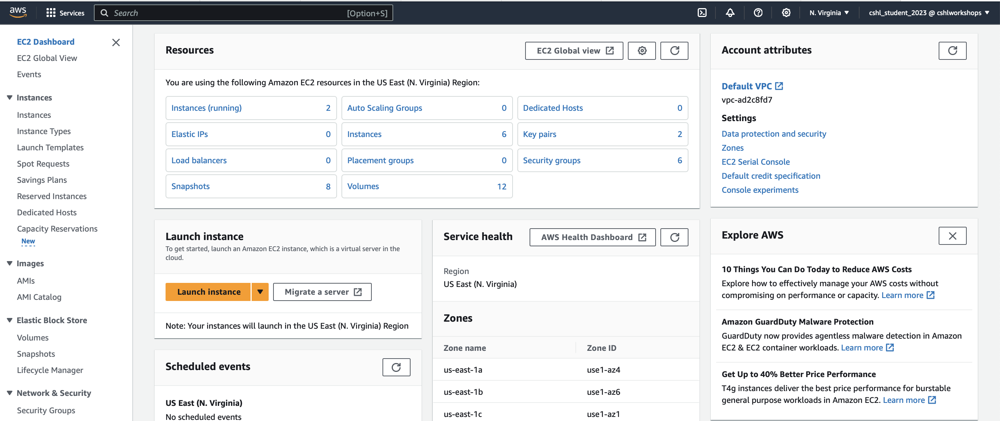 aws
Services
Search
[Option+S]
N. Virginia
cshl_student_2023 @ cshlworkshops
EC2 Dashboard
EC2 Global View
Events
Instances
Instances
Instance Types
Launch Templates
Spot Requests
Savings Plans
Reserved Instances
Dedicated Hosts
Capacity Reservations
New
Images
AMIs
AMI Catalog
Elastic Block Store
Volumes
Snapshots
Lifecycle Manager
Network & Security
Security Groups
Resources
EC2 Global view
You are using the following Amazon EC2 resources in the US East (N. Virginia) Region:
Instances (running) 2
Auto Scaling Groups 0
Dedicated Hosts 0
Elastic IPs 0
Instances 6
Key pairs 2
Load balancers 0
Placement groups 0
Security groups 6
Snapshots 8
Volumes 12
Launch instance
To get started, launch an Amazon EC2 instance, which is a virtual server in the
cloud.
Launch instance
Migrate a server
Note: Your instances will launch in the US East (N. Virginia) Region
Scheduled events
US East (N. Virginia)
No scheduled events
Service health
AWS Health Dashboard
Region
US East (N. Virginia)
Zones
Zone name Zone ID
us-east-1a use1-az4
us-east-1b use1-az6
us-east-1c use1-az1
Account attributes
Default VPC
vpc-ad2c8fd7
Settings
Data protection and security
Zones
EC2 Serial Console
Default credit specification
Console experiments
Explore AWS
10 Things You Can Do Today to Reduce AWS Costs
Explore how to effectively manage your AWS costs without
compromising on performance or capacity. Learn more
Amazon GuardDuty Malware Protection
GuardDuty now provides agentless malware detection in Amazon
EC2 & EC2 container workloads. Learn more
Get Up to 40% Better Price Performance
T4g instances deliver the best price performance for burstable
general purpose workloads in Amazon EC2. Learn more